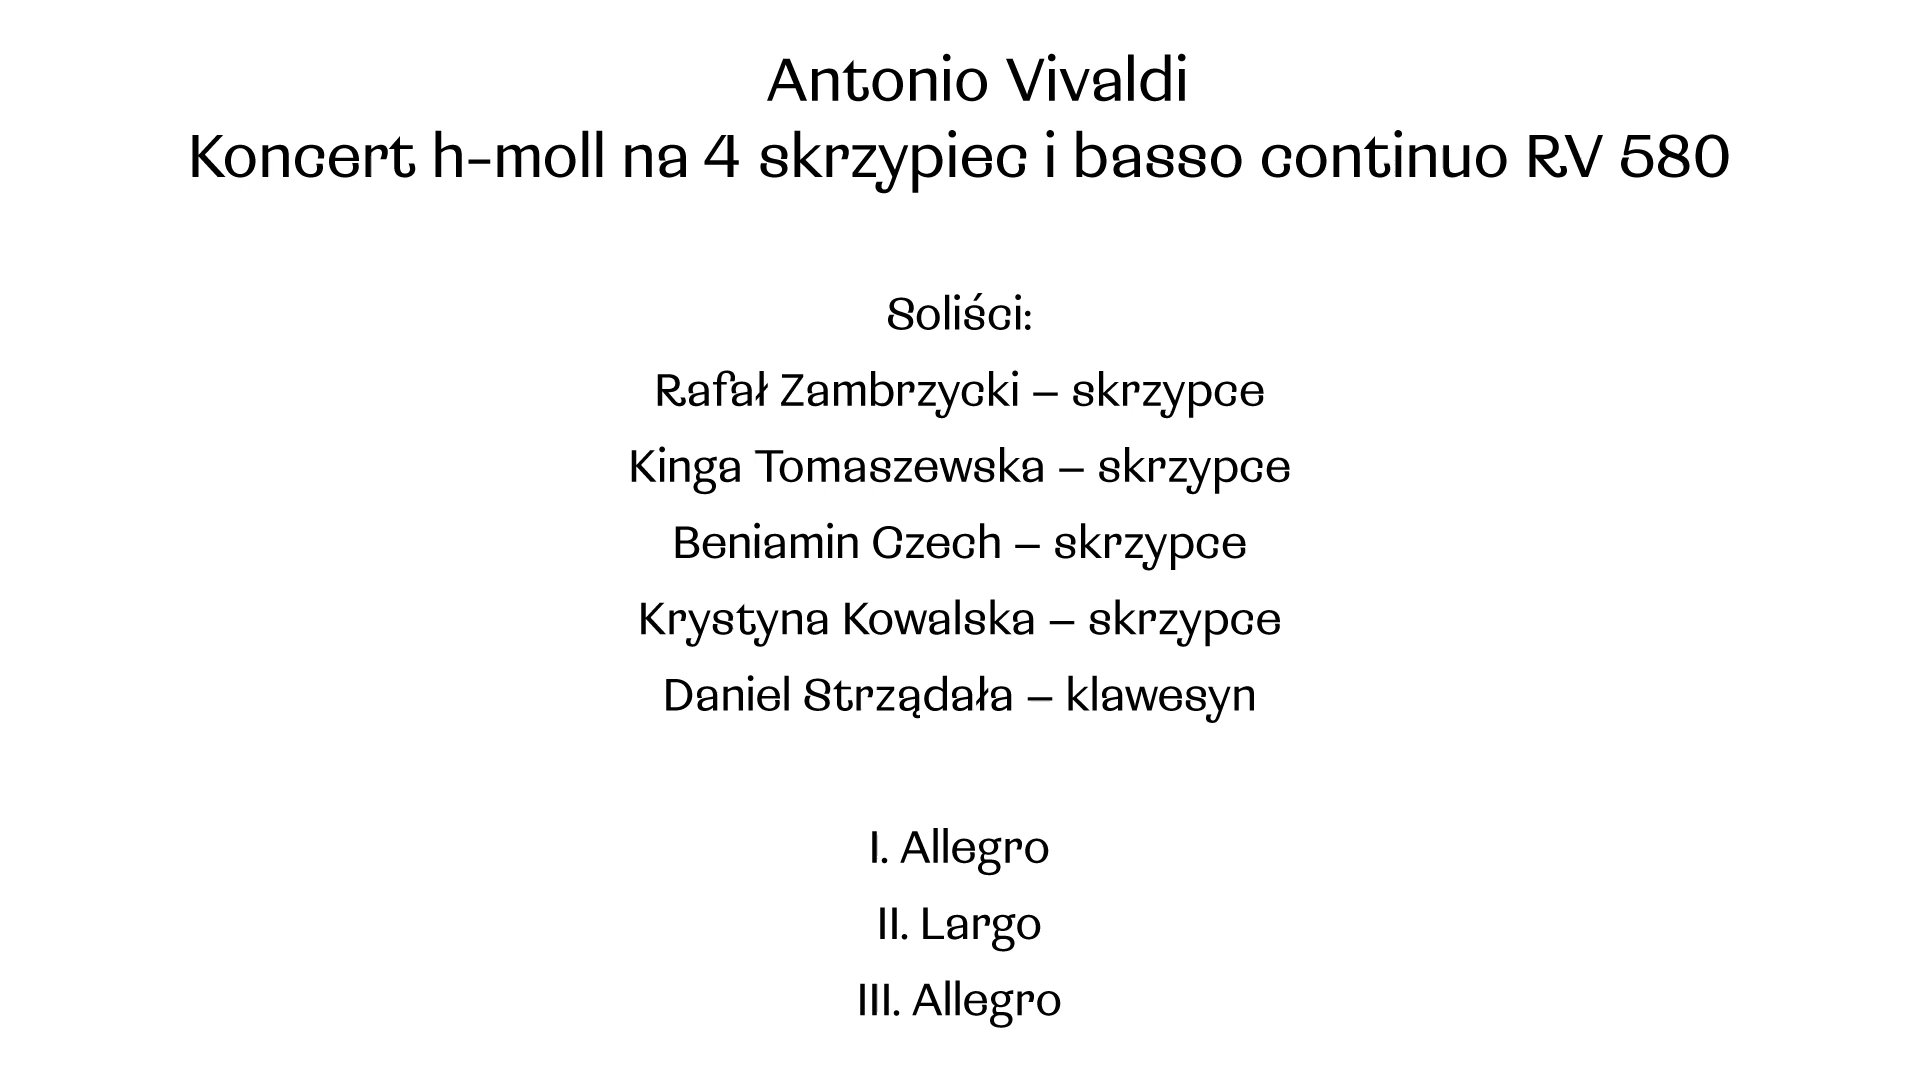 Antonio Vivaldi
Koncert h-moll na 4 skrzypiec i basso continuo RV 580
Soliści:
Rafał Zambrzycki – skrzypce
Kinga Tomaszewska – skrzypce
Beniamin Czech – skrzypce
Krystyna Kowalska – skrzypce
Daniel Strządała – klawesyn
I. Allegro
II. Largo
III. Allegro